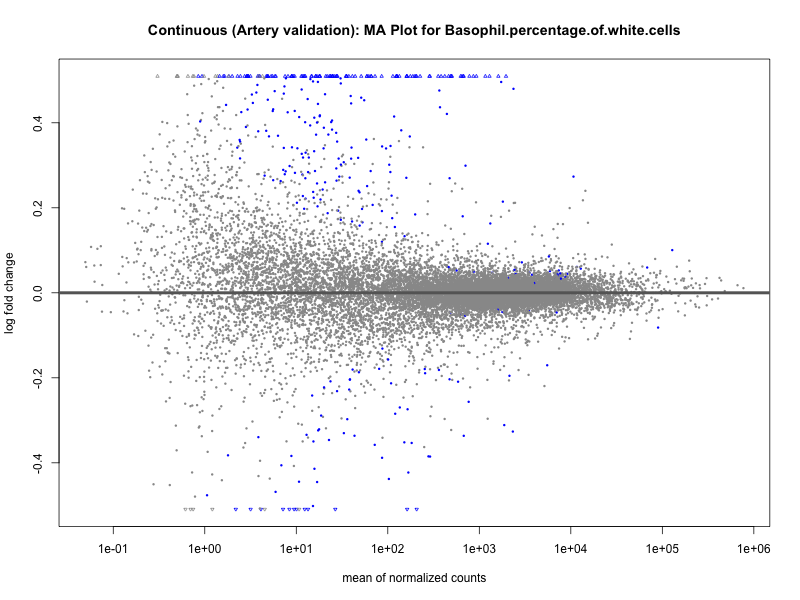 Continuous (Artery validation): MA Plot for Basophil.percentage.of.white.cells
log fold change
0.4
0.2
0.0
-0.2
-0.4
1e-01 1e+00 1e+01 1e+02 1e+03 1e+04 1e+05 1e+06
mean of normalized counts